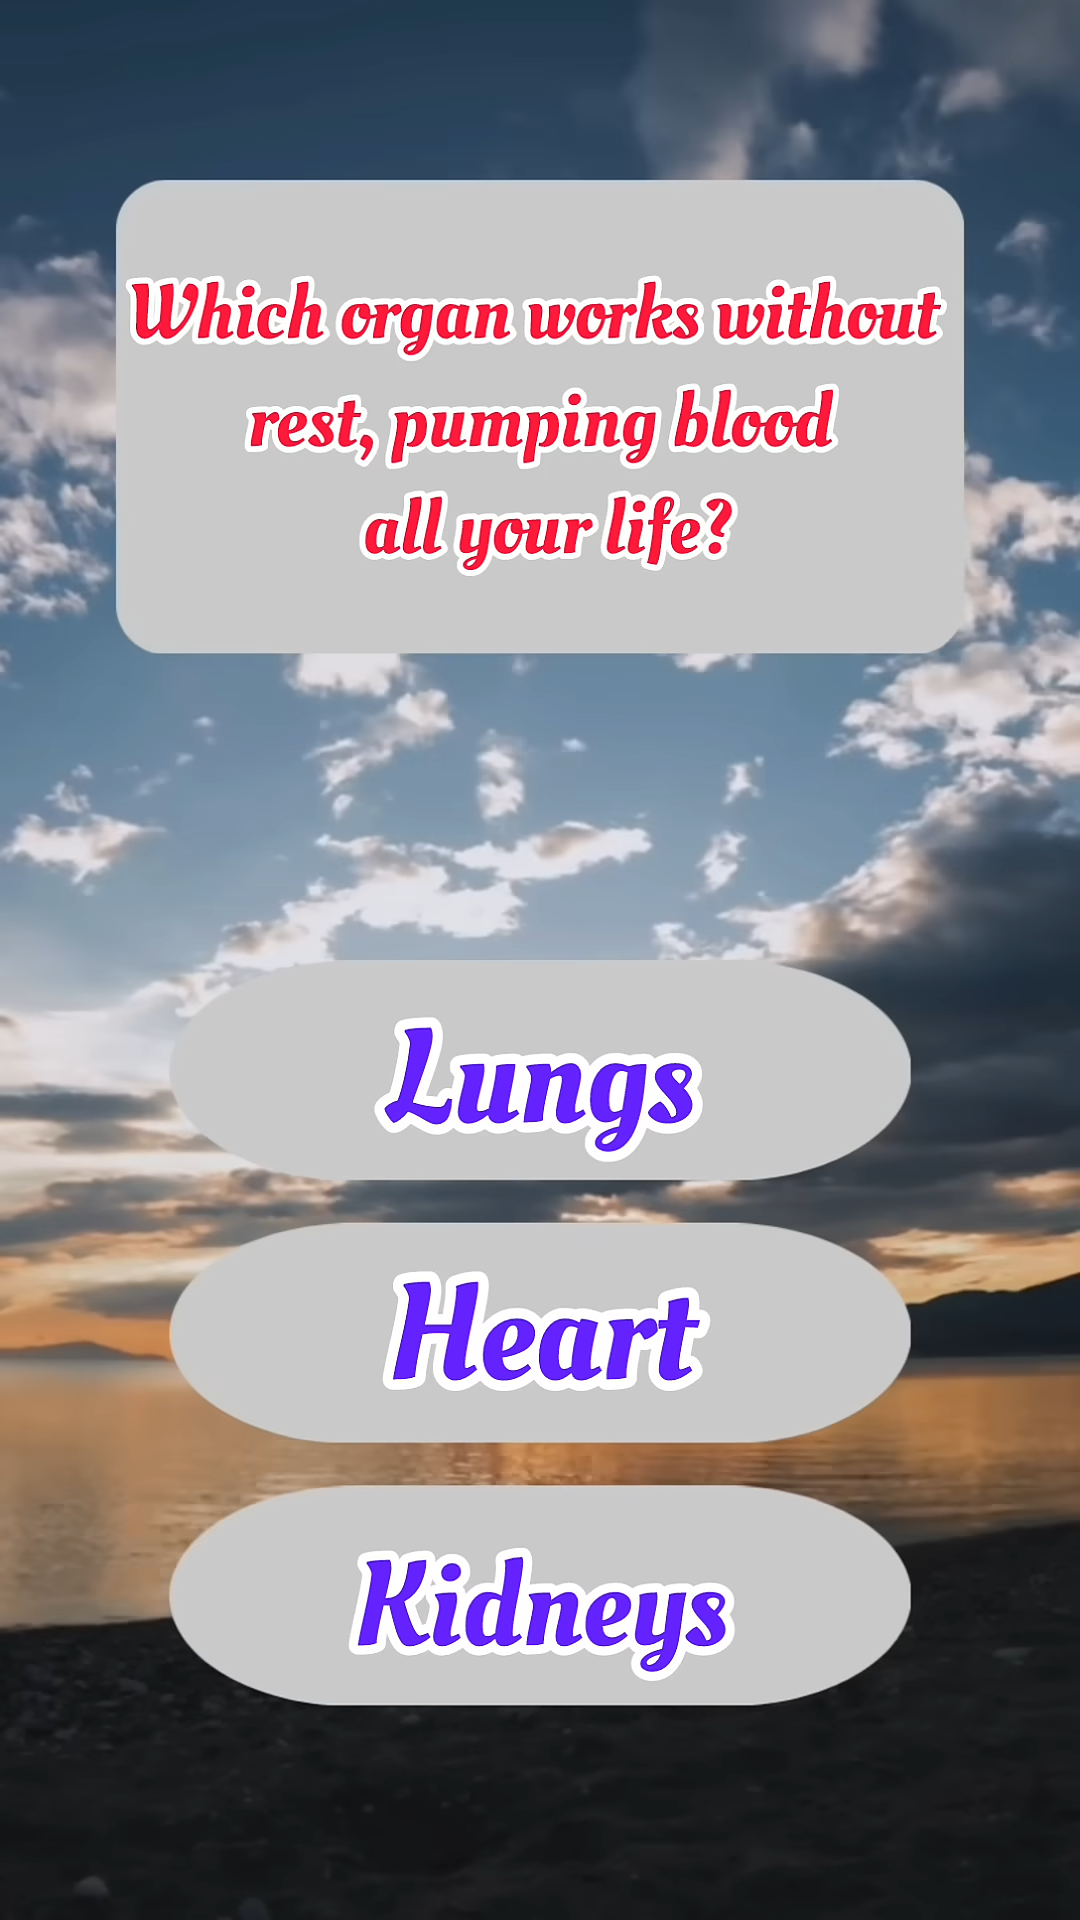 Which organ works without
rest, pumping blood
all your life?
Lungs
Heart
Kidneys